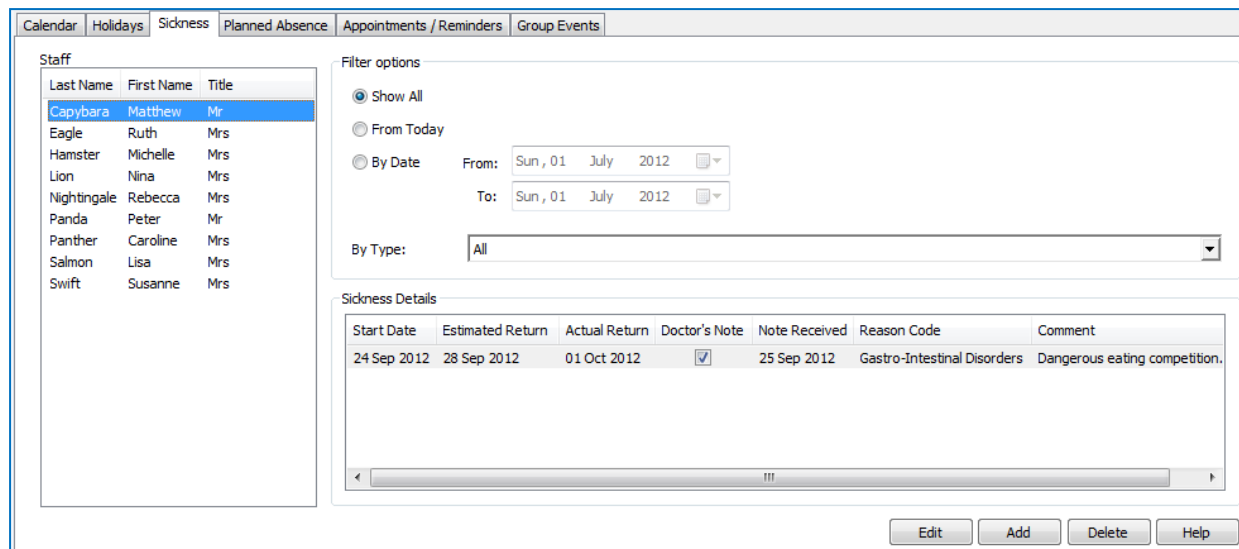 Calendar Holidays Sickness Planned Absence Appointments / Reminders Group Events
Staff
Last Name First Name Title
Capybara Matthew Mr
Eagle Ruth Mrs
Hamster Michelle Mrs
Lion Nina Mrs
Nightingale Rebecca Mrs
Panda Peter Mr
Panther Caroline Mrs
Salmon Lisa Mrs
Swift Susanne Mrs
Filter options
Show All
From Today
By Date From: Sun , 01 July 2012
To: Sun , 01 July 2012
By Type: All
Sickness Details
Start Date Estimated Return Actual Return Doctor's Note Note Received Reason Code Comment
24 Sep 2012 28 Sep 2012 01 Oct 2012 25 Sep 2012 Gastro-Intestinal Disorders Dangerous eating competition.
Edit Add Delete Help